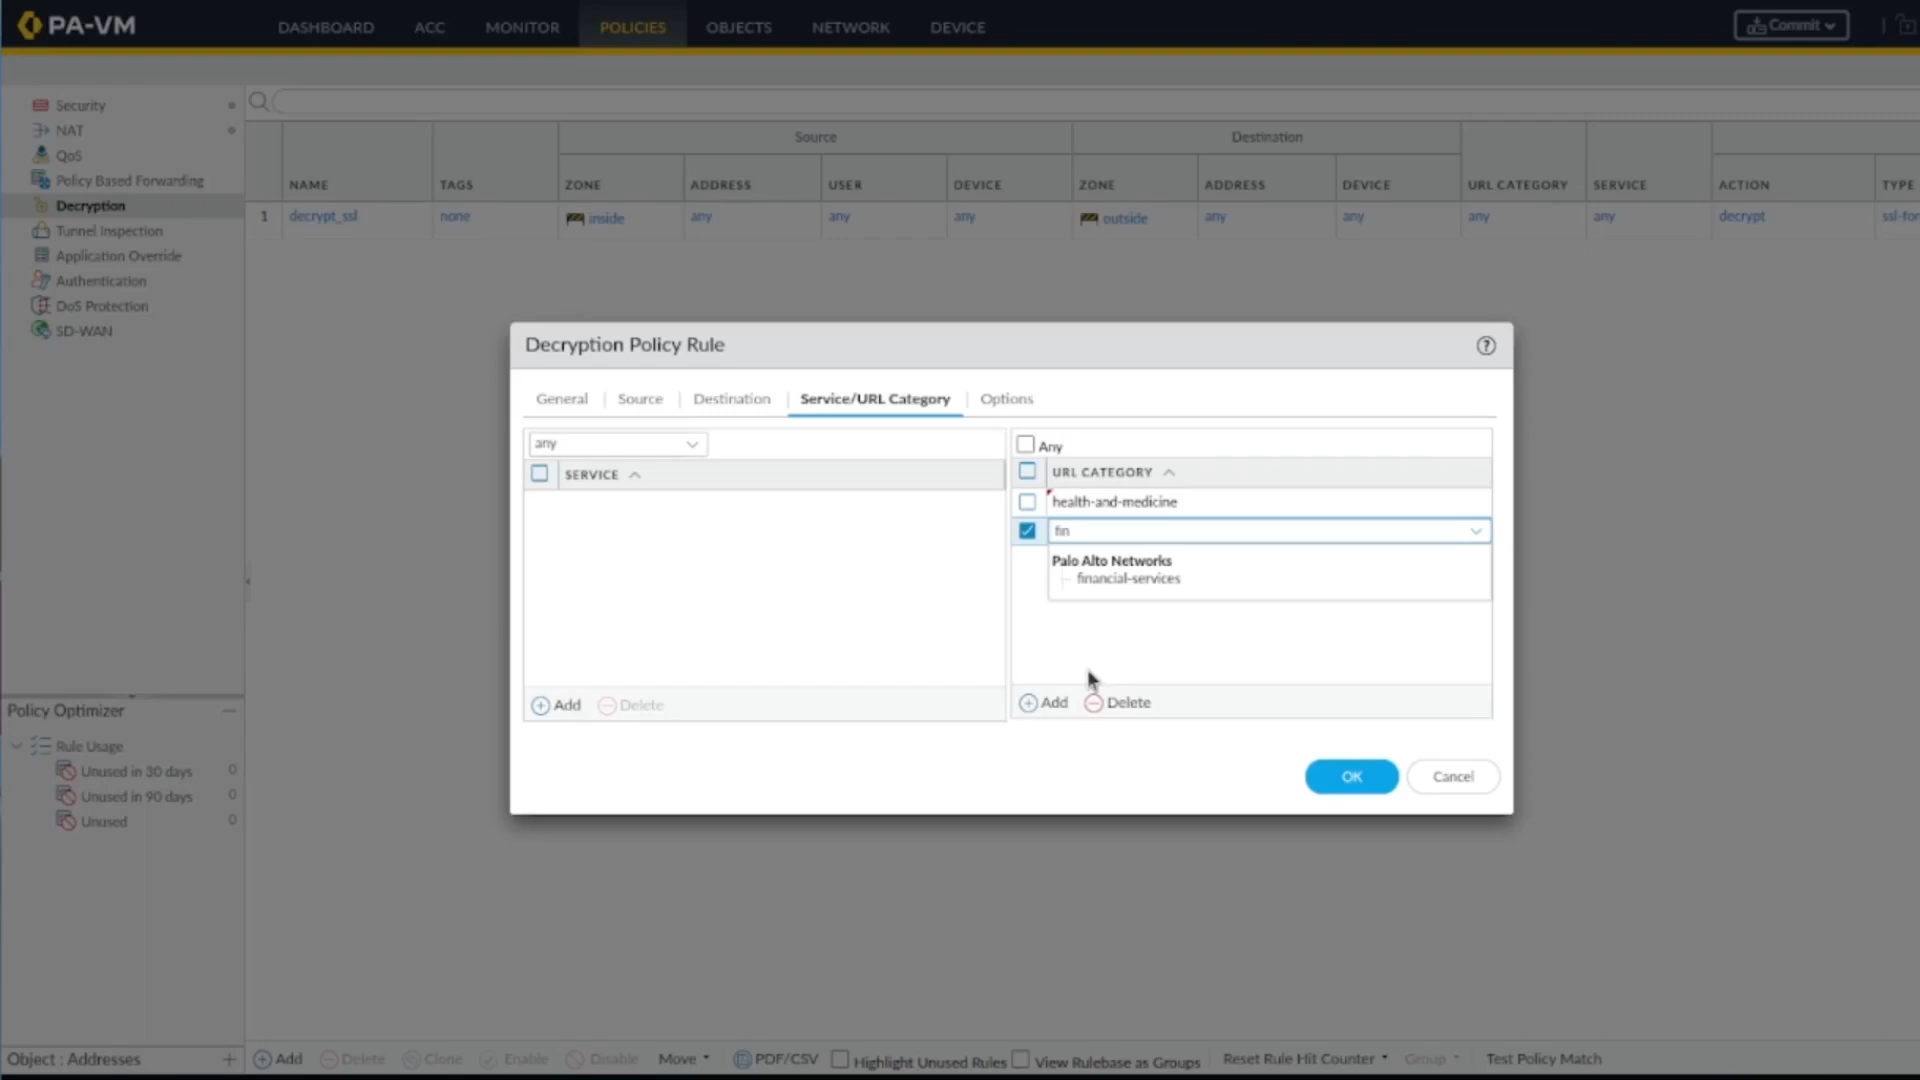 PA-VM
DASHBOARD ACC MONITOR POLICIES OBJECTS NETWORK DEVICE
Commit
Security
NAT
QoS
Policy Based Forwarding
Decryption
Tunnel Inspection
Application Override
Authentication
DoS Protection
SD-WAN
Source Destination
NAME TAGS ZONE ADDRESS USER DEVICE ZONE ADDRESS DEVICE URL CATEGORY SERVICE ACTION TYPE
1 decrypt_ssl none inside any any any outside any any any any decrypt ssl-for
Decryption Policy Rule
General Source Destination Service/URL Category Options
any
SERVICE
Add Delete
Any
URL CATEGORY
health-and-medicine
fin
Palo Alto Networks
financial-services
Add Delete
OK Cancel
Policy Optimizer
Rule Usage
Unused in 30 days 0
Unused in 90 days 0
Unused 0
Object : Addresses
Add Delete Clone Enable Disable Move PDF/CSV Highlight Unused Rules View Rulebase as Groups Reset Rule Hit Counter Group Test Policy Match